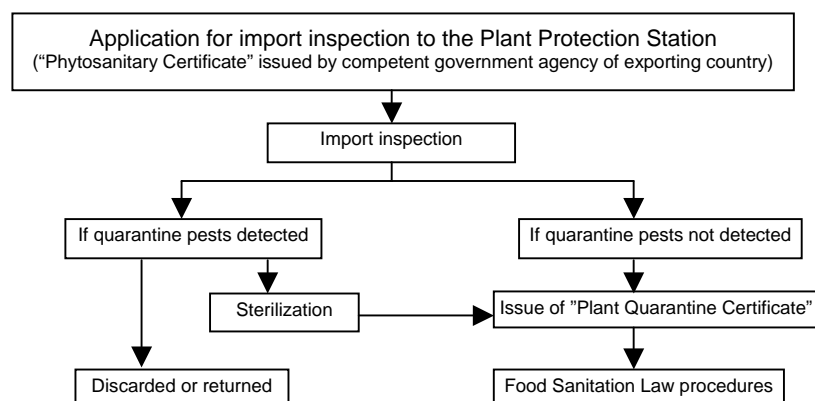 Application for import inspection to the Plant Protection Station
(“Phytosanitary Certificate” issued by competent government agency of exporting country)
Import inspection
If quarantine pests detected
If quarantine pests not detected
Sterilization
Issue of ”Plant Quarantine Certificate”
Discarded or returned
Food Sanitation Law procedures